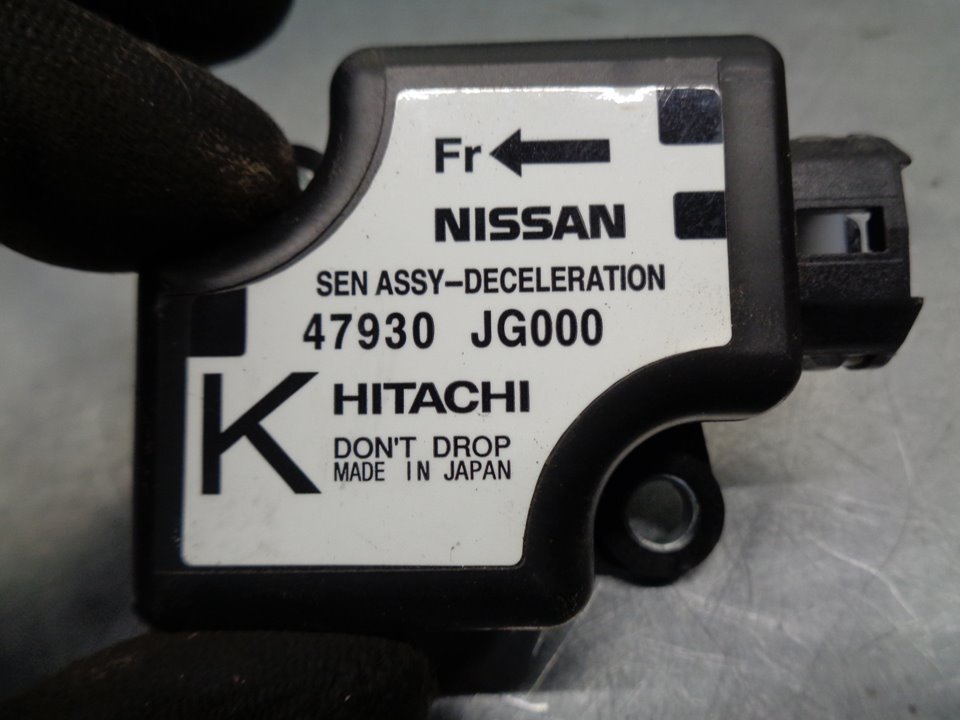 Fr
NISSAN
SEN ASSY-DECELERATION
47930 JG000
K
HITACHI
DON'T DROP
MADE IN JAPAN